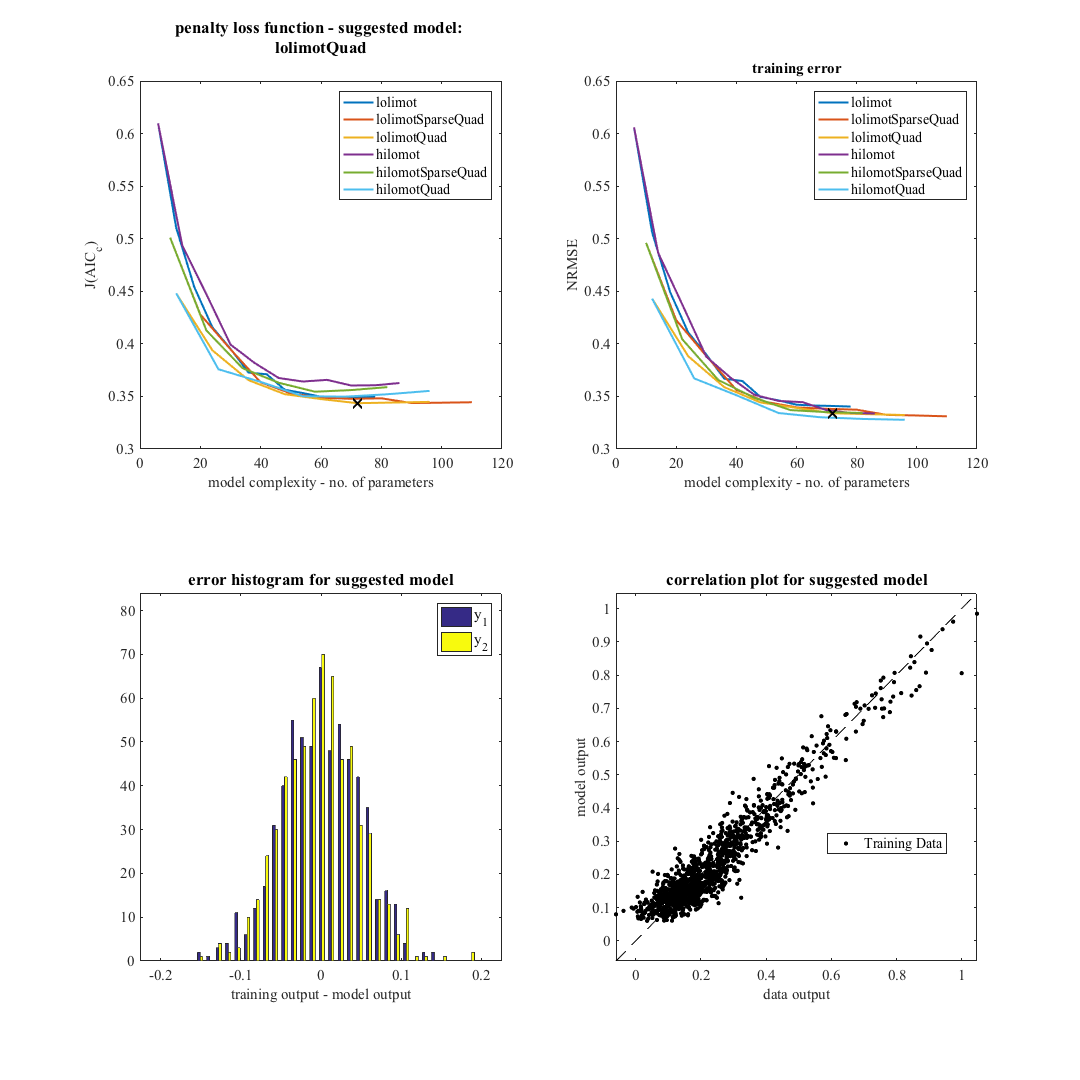 penalty loss function - suggested model:
lolimotQuad
0.65
0.6
0.55
0.5
0.45
0.4
0.35
0.3
J(AICc)
0 20 40 60 80 100 120
model complexity - no. of parameters
lolimot
lolimotSparseQuad
lolimotQuad
hilomot
hilomotSparseQuad
hilomotQuad
training error
0.65
0.6
0.55
0.5
0.45
0.4
0.35
0.3
NRMSE
0 20 40 60 80 100 120
model complexity - no. of parameters
lolimot
lolimotSparseQuad
lolimotQuad
hilomot
hilomotSparseQuad
hilomotQuad
error histogram for suggested model
80
70
60
50
40
30
20
10
0
-0.2 -0.1 0 0.1 0.2
training output - model output
y1
y2
correlation plot for suggested model
1
0.9
0.8
0.7
0.6
0.5
0.4
0.3
0.2
0.1
0
model output
0 0.2 0.4 0.6 0.8 1
data output
Training Data